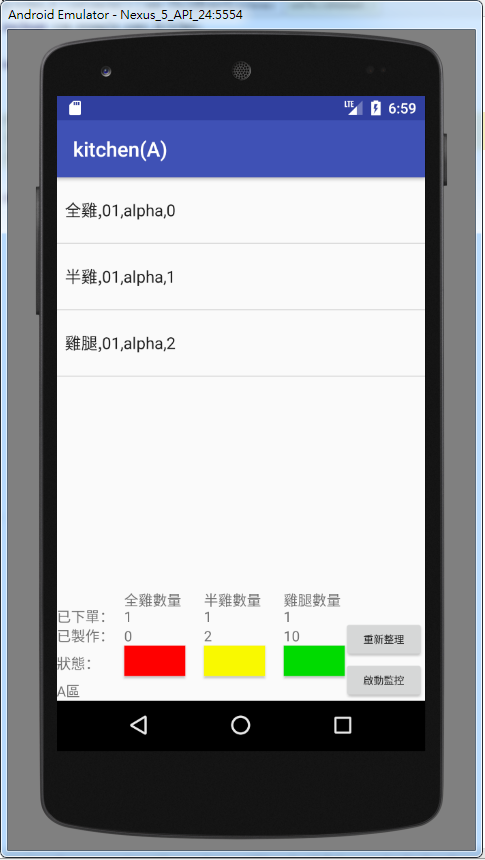 Android Emulator - Nexus_5_API_24:5554
LTE 6:59
kitchen(A)
全雞,01,alpha,0
半雞,01,alpha,1
雞腿,01,alpha,2
全雞數量 半雞數量 雞腿數量
已下單： 1 1 1
已製作： 0 2 10
重新整理
狀態：
啟動監控
A區